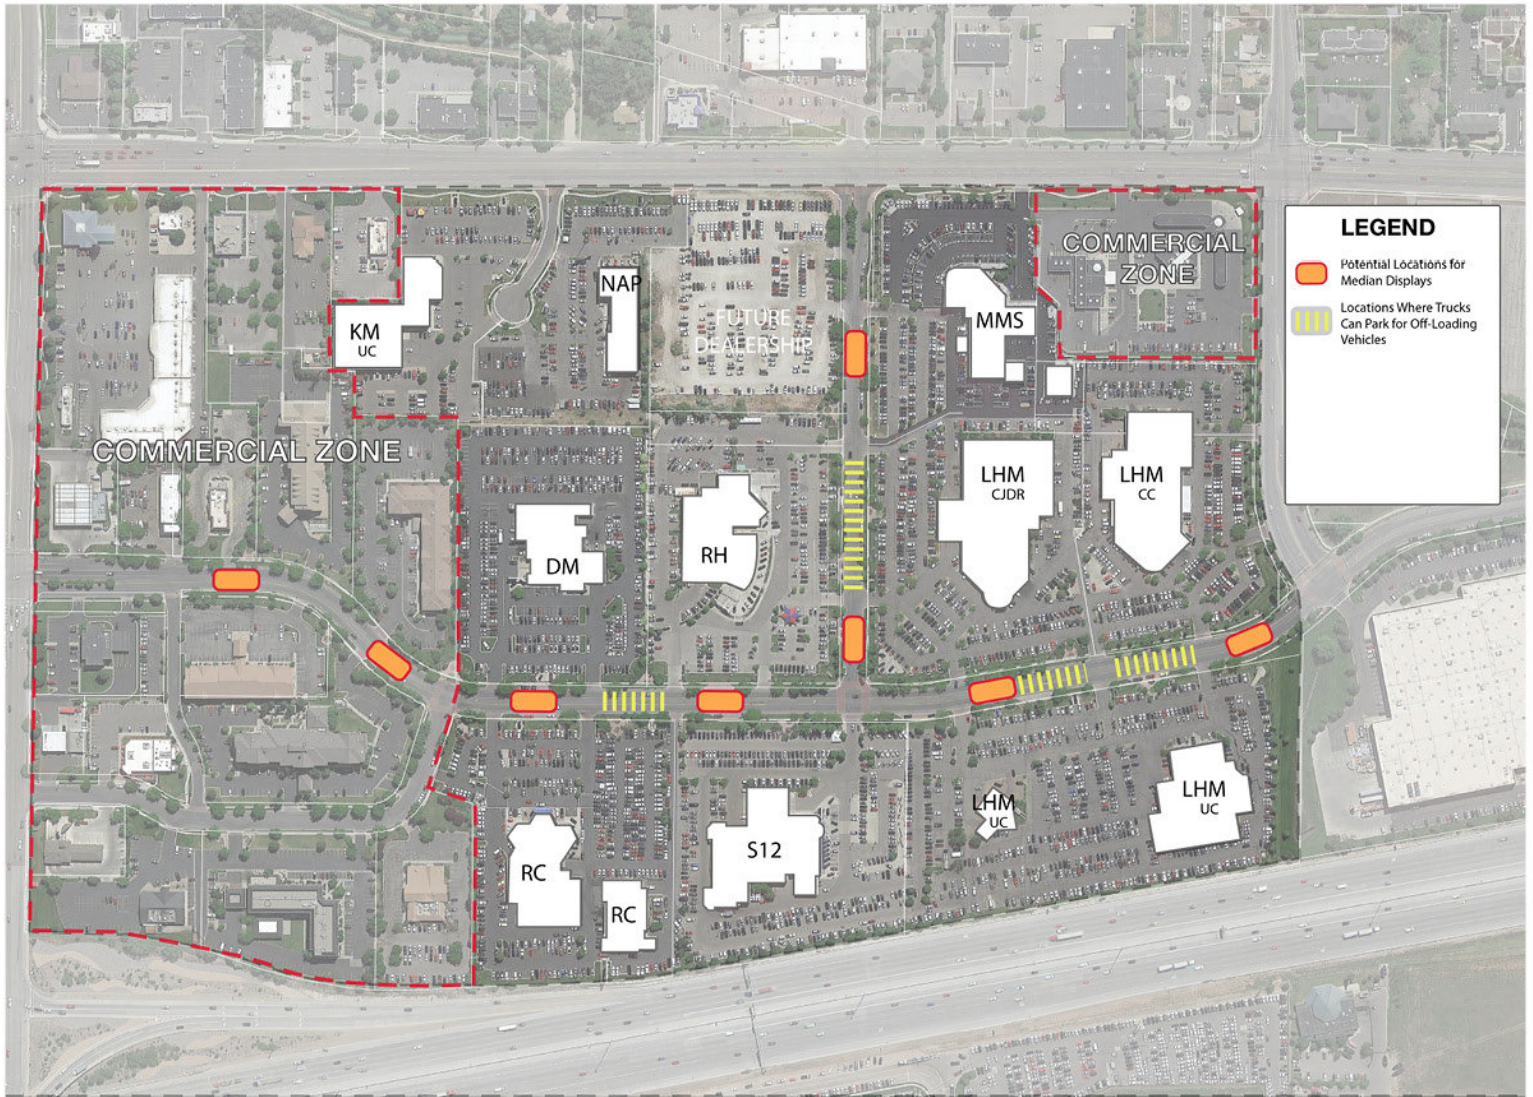 LEGEND
Potential Locations for
Median Displays
Locations Where Trucks
Can Park for Off-Loading
Vehicles
COMMERCIAL
ZONE
NAP
KM
UC
FUTURE
DEALERSHIP
MMS
COMMERCIAL ZONE
LHM
CJDR
LHM
CC
DM
RH
LHM
UC
LHM
UC
S12
RC
RC